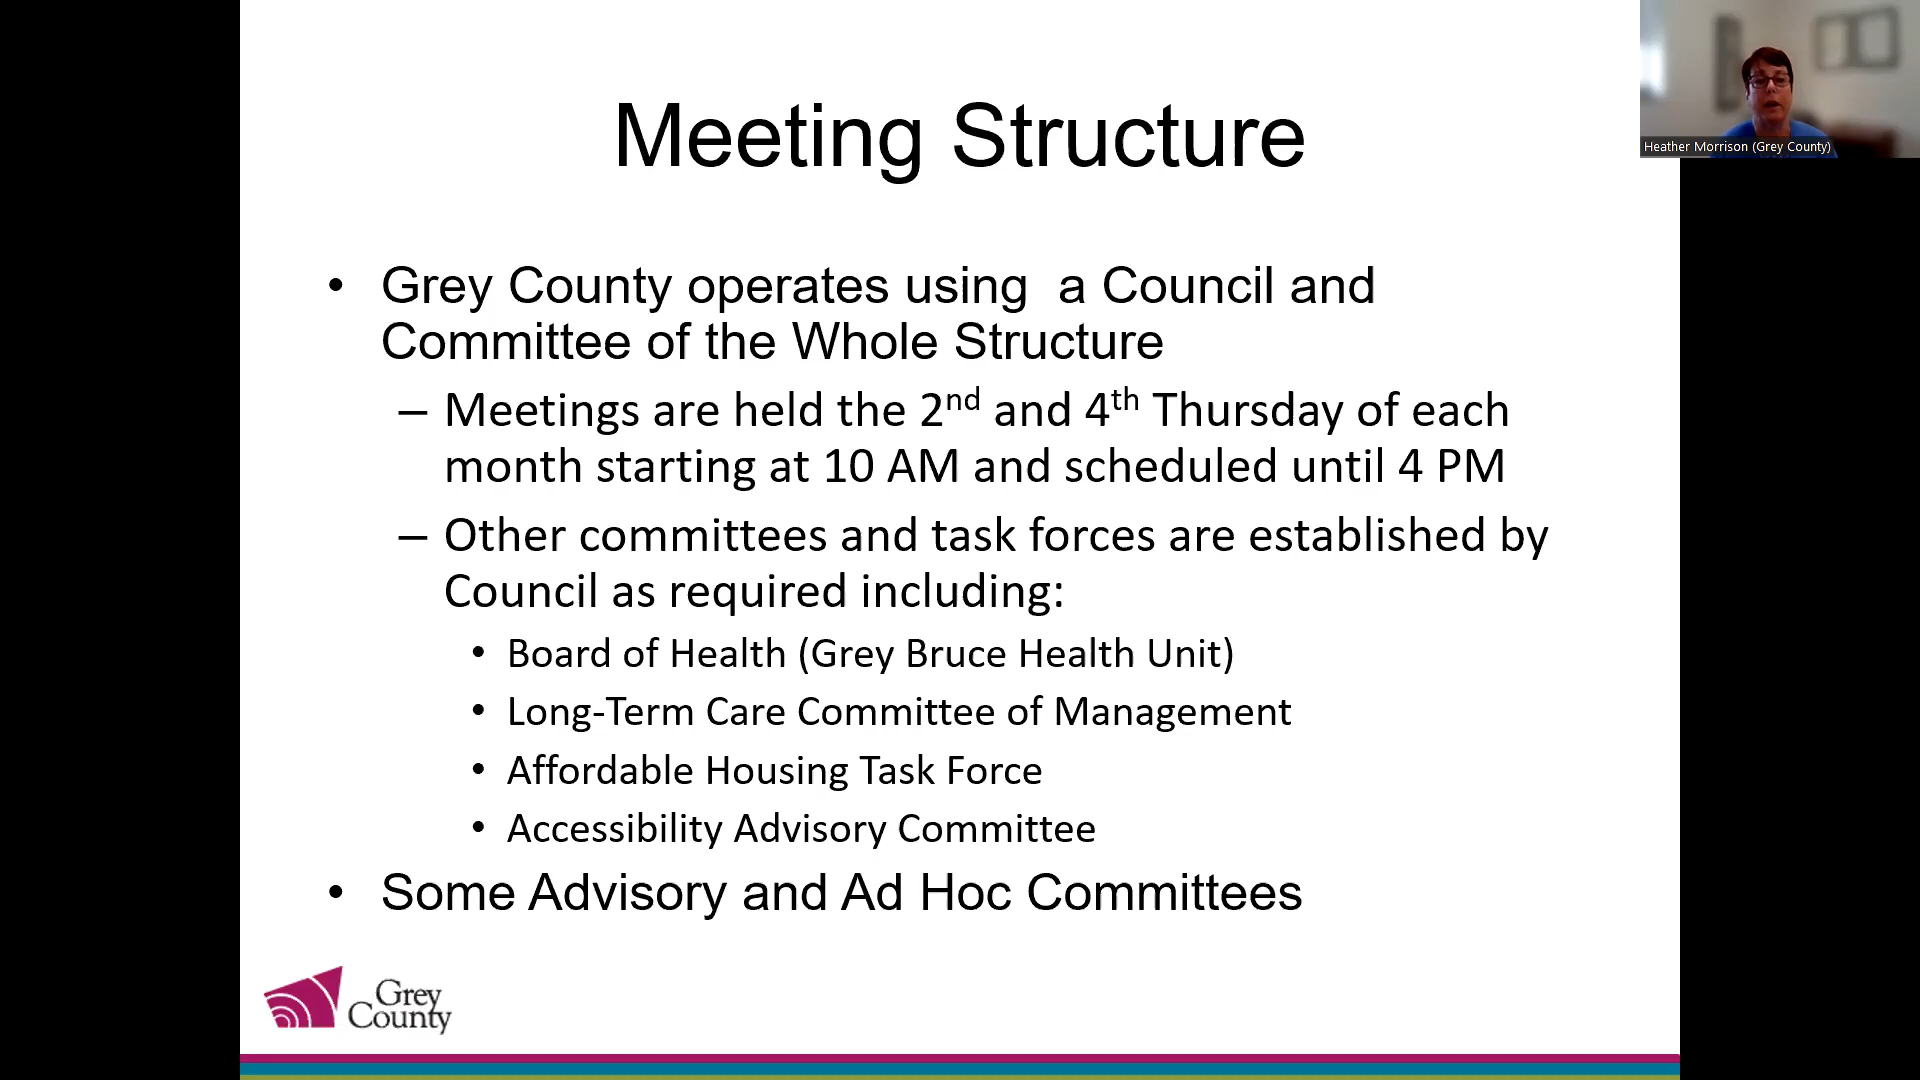 Meeting Structure
Heather Morrison (Grey County)
• Grey County operates using  a Council and
Committee of the Whole Structure
– Meetings are held the 2nd and 4th Thursday of each
month starting at 10 AM and scheduled until 4 PM
– Other committees and task forces are established by
Council as required including:
• Board of Health (Grey Bruce Health Unit)
• Long-Term Care Committee of Management
• Affordable Housing Task Force
• Accessibility Advisory Committee
• Some Advisory and Ad Hoc Committees
Grey
County